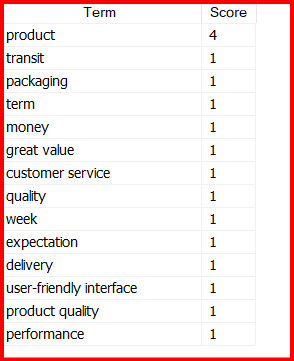 Term Score
product 4
transit 1
packaging 1
term 1
money 1
great value 1
customer service 1
quality 1
week 1
expectation 1
delivery 1
user-friendly interface 1
product quality 1
performance 1